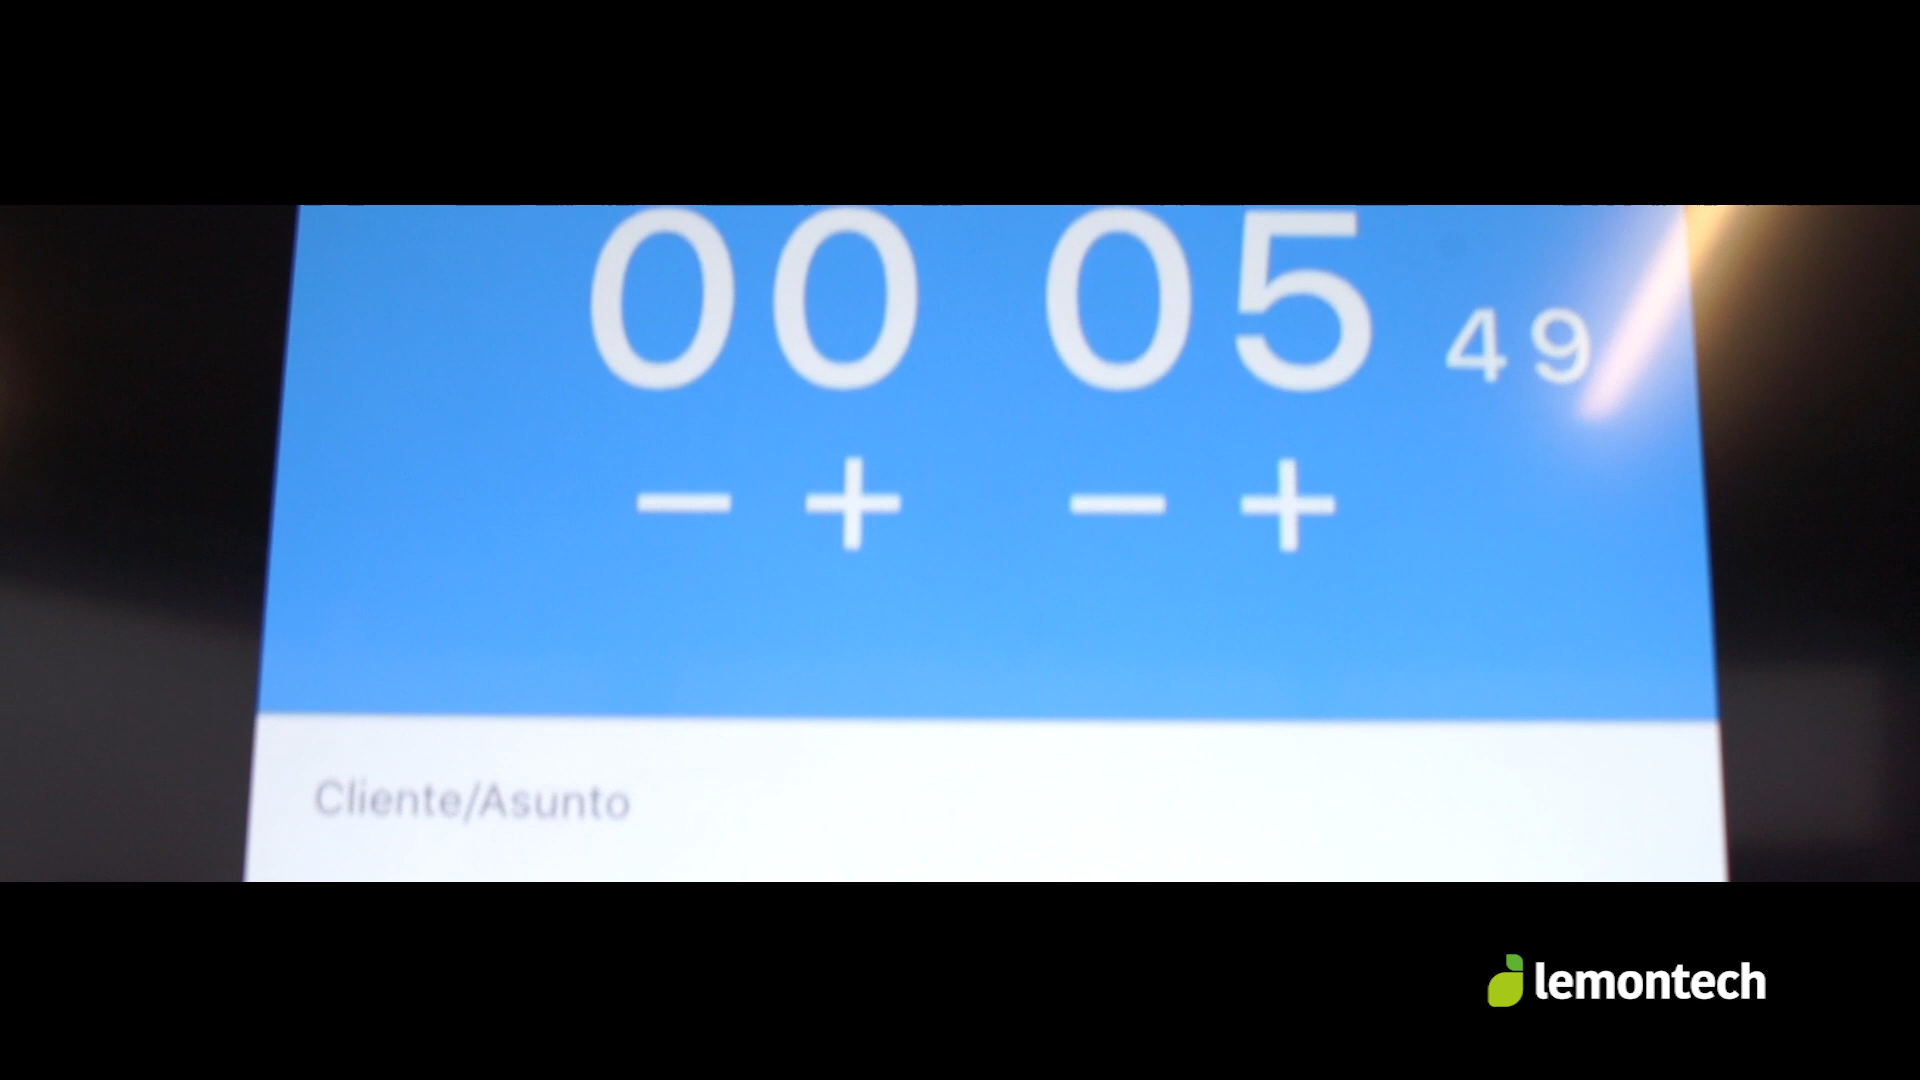 00 05 49
− + − +
Cliente/Asunto
lemontech